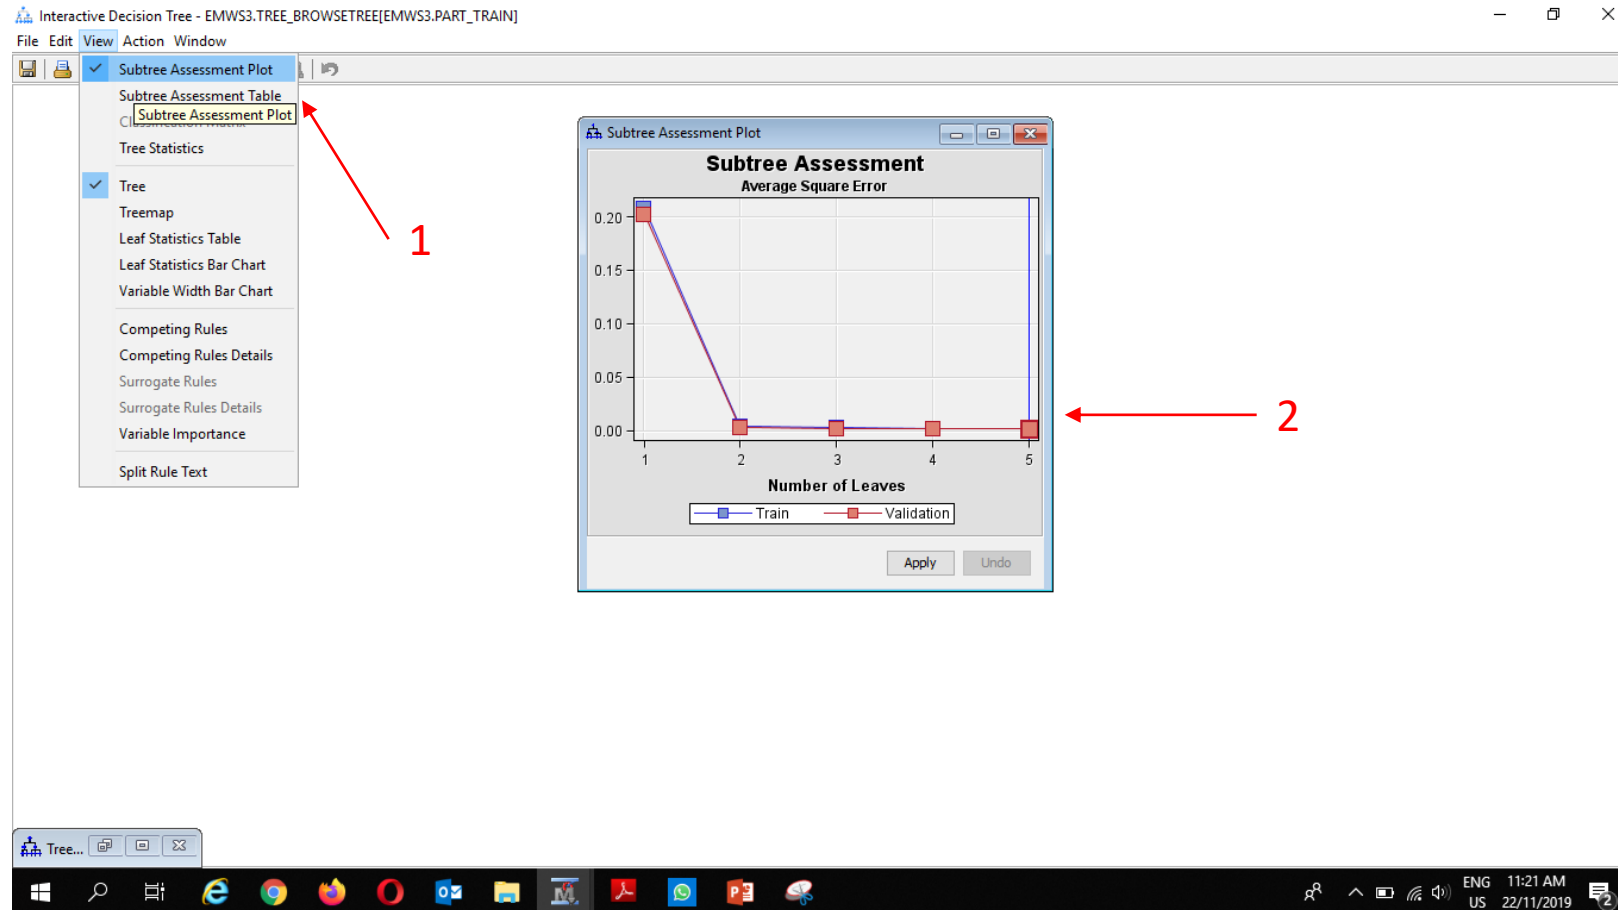 Interactive Decision Tree - EMWS3.TREE_BROWSETREE[EMWS3.PART_TRAIN]
File Edit View Action Window
Subtree Assessment Plot
Subtree Assessment Table
Subtree Assessment Plot
Classification Matrix
Tree Statistics
Tree
Treemap
Leaf Statistics Table
Leaf Statistics Bar Chart
Variable Width Bar Chart
Competing Rules
Competing Rules Details
Surrogate Rules
Surrogate Rules Details
Variable Importance
Split Rule Text
1
Subtree Assessment Plot
Subtree Assessment
Average Square Error
0.20
0.15
0.10
0.05
0.00
1 2 3 4 5
Number of Leaves
Train Validation
Apply Undo
2
Tree...
ENG 11:21 AM
US 22/11/2019
2